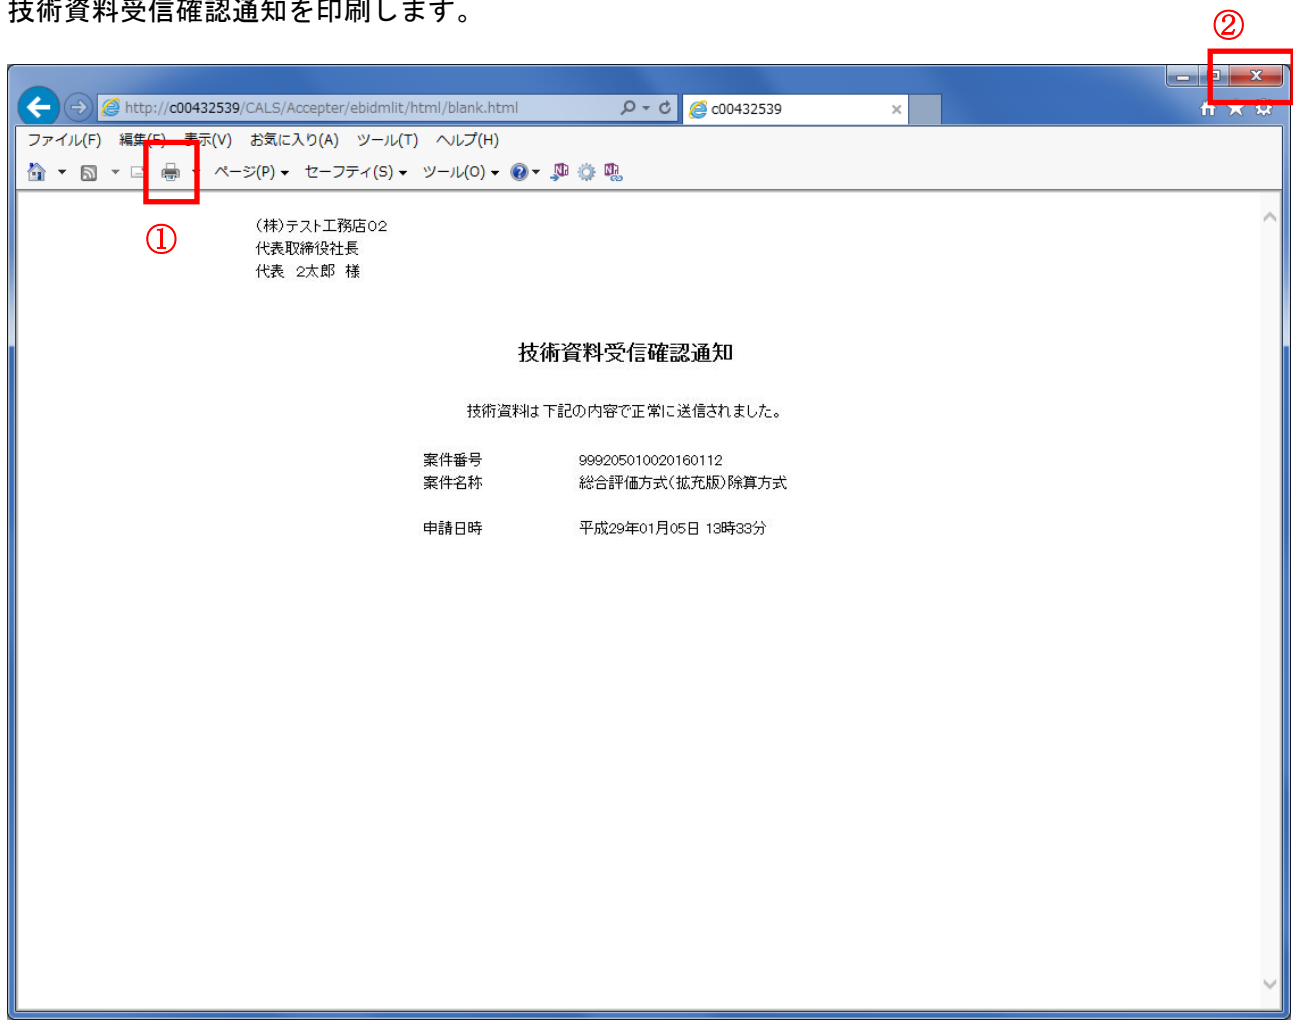 技術資料受信確認通知を印刷します。
②
http://c00432539/CALS/Accepter/ebidmlit/html/blank.html
c00432539
ファイル(F) 編集(E) 表示(V) お気に入り(A) ツール(T) ヘルプ(H)
ページ(P) セーフティ(S) ツール(O)
①
(株)テスト工務店02
代表取締役社長
代表 2太郎 様
技術資料受信確認通知
技術資料は下記の内容で正常に送信されました。
案件番号 999205010020160112
案件名称 総合評価方式(拡充版)除算方式
申請日時 平成29年01月05日 13時33分